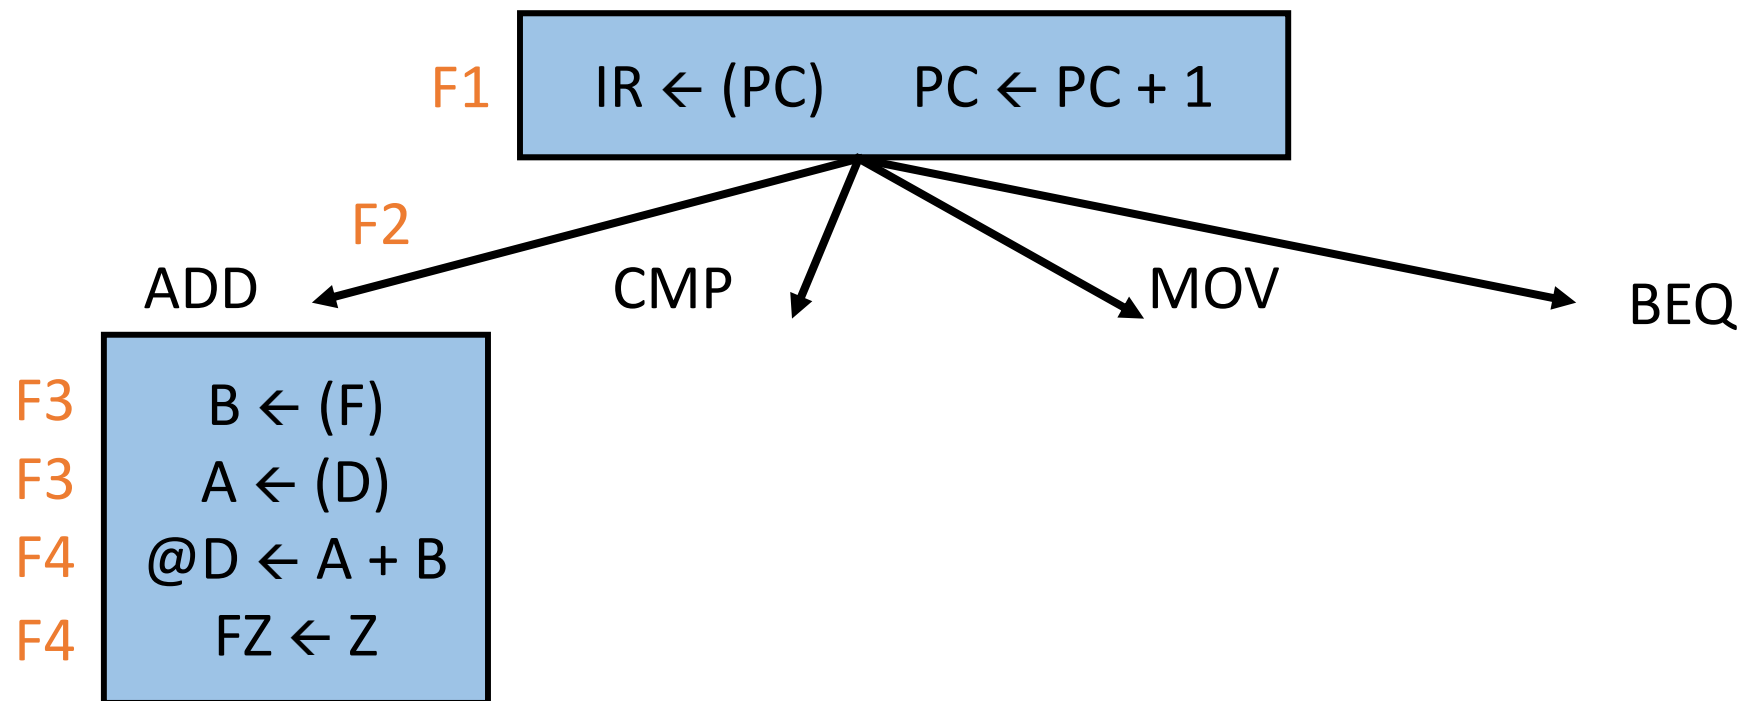 F1 IR ← (PC) PC ← PC + 1
F2
ADD CMP MOV BEQ
F3 B ← (F)
F3 A ← (D)
F4 @D ← A + B
F4 FZ ← Z